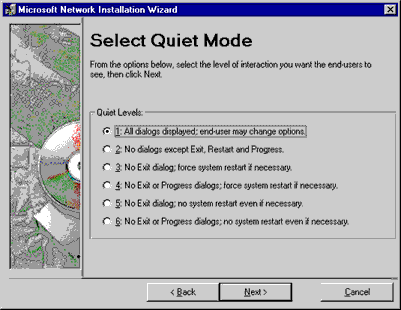 Microsoft Network Installation Wizard
Select Quiet Mode
From the options below, select the level of interaction you want the end-users to
see, then click Next.
Quiet Levels:
1: All dialogs displayed; end-user may change options.
2: No dialogs except Exit, Restart and Progress.
3: No Exit dialog; force system restart if necessary.
4: No Exit or Progress dialogs; force system restart if necessary.
5: No Exit dialog; no system restart even if necessary.
6: No Exit or Progress dialogs; no system restart even if necessary.
< Back
Next >
Cancel